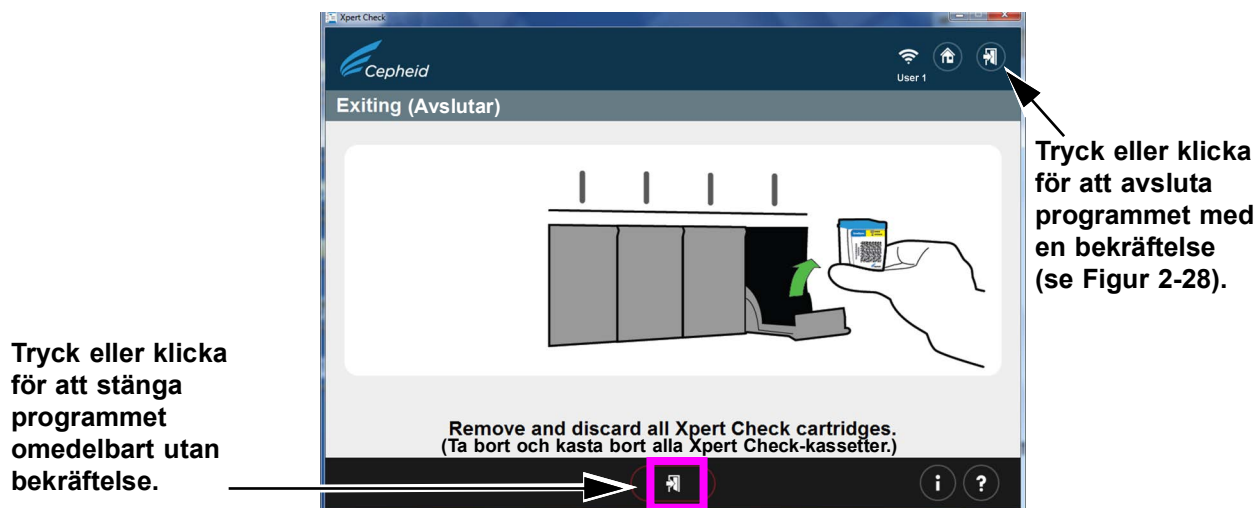 Xpert Check
Cepheid
User 1
Exiting (Avslutar)
Tryck eller klicka
för att avsluta
programmet med
en bekräftelse
(se Figur 2-28).
Tryck eller klicka
för att stänga
programmet
omedelbart utan
bekräftelse.
Remove and discard all Xpert Check cartridges.
(Ta bort och kasta bort alla Xpert Check-kassetter.)
i ?